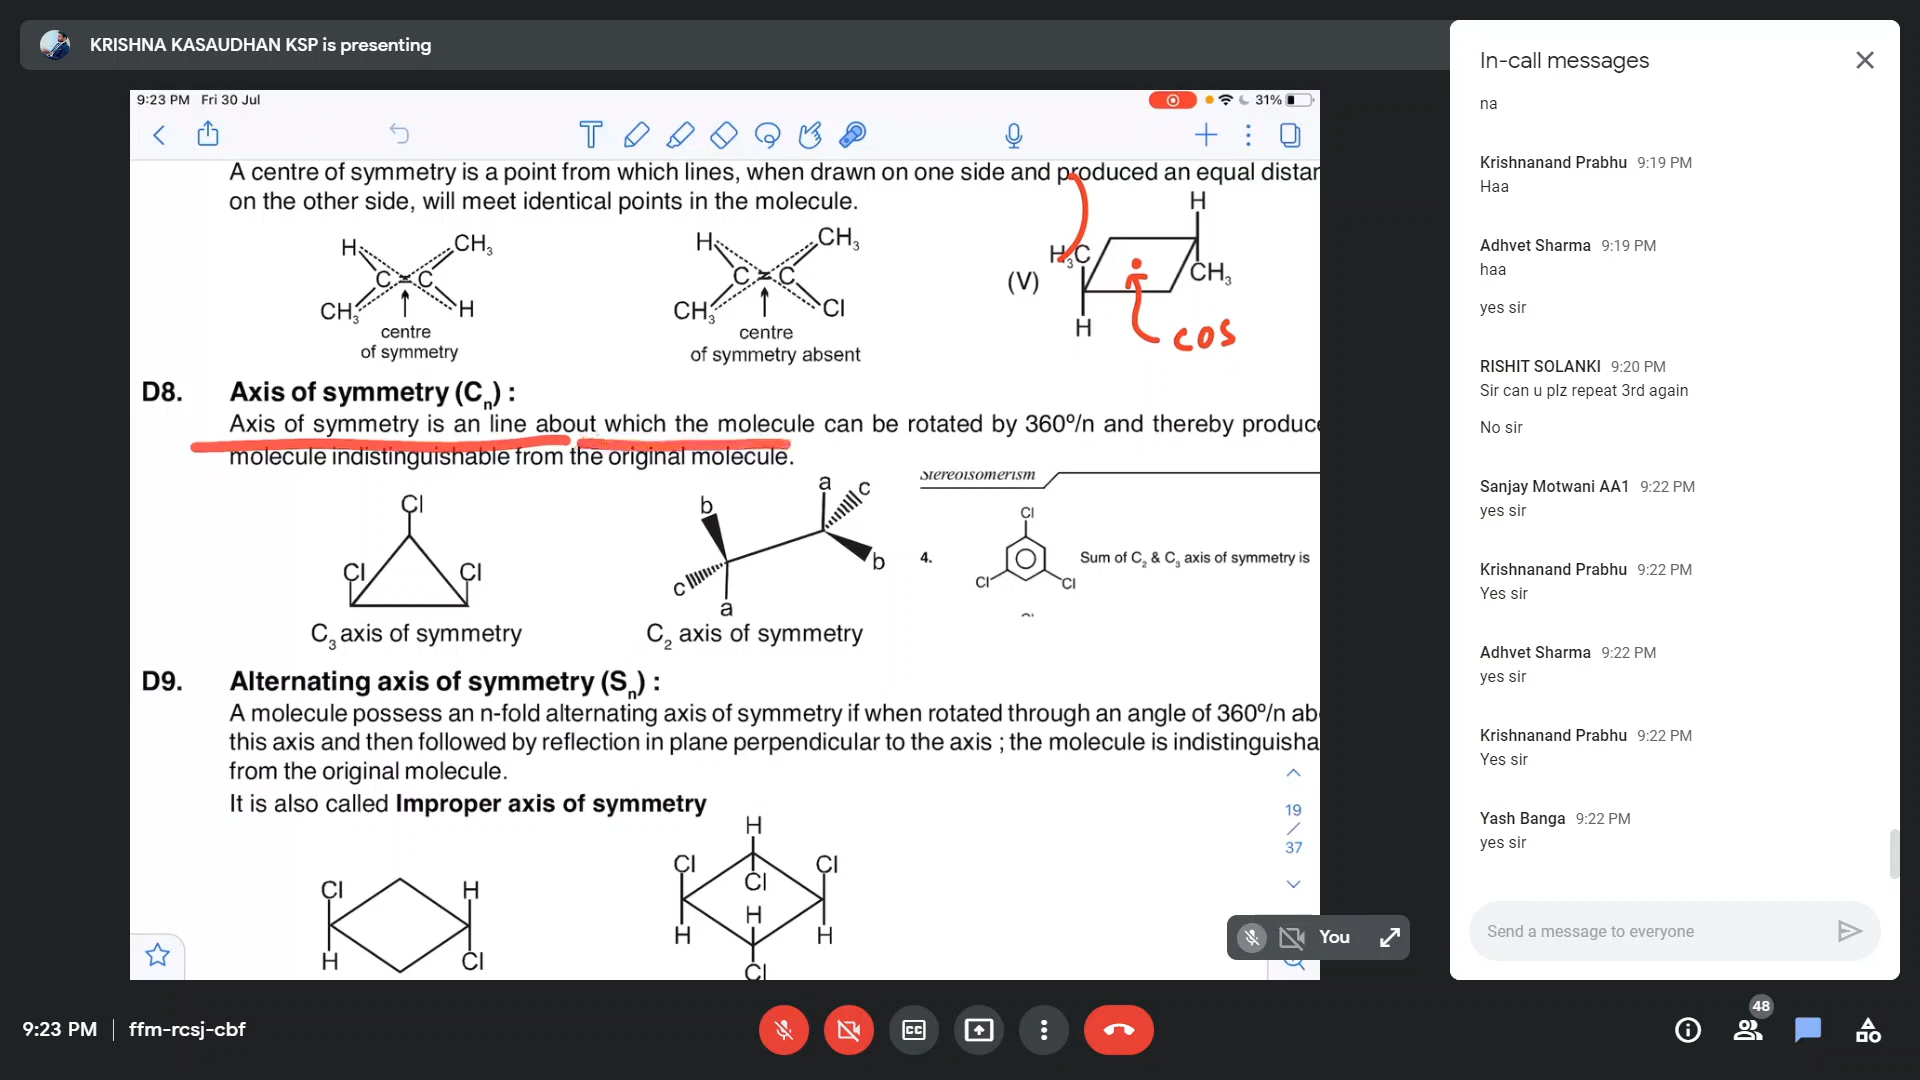 KRISHNA KASAUDHAN KSP is presenting
9:23 PM Fri 30 Jul
31%
A centre of symmetry is a point from which lines, when drawn on one side and produced an equal distan
on the other side, will meet identical points in the molecule.
H CH3
C C
CH3 H
centre
of symmetry
H CH3
C C
CH3 Cl
centre
of symmetry absent
(V)
H
H3C
CH3
H
cos
D8. Axis of symmetry (Cn) :
Axis of symmetry is an line about which the molecule can be rotated by 360º/n and thereby produce
molecule indistinguishable from the original molecule.
Cl
Cl Cl
C3 axis of symmetry
a c
b
b
c
a
C2 axis of symmetry
Stereoisomerism
4.
Cl
Cl Cl
Sum of C2 & C3 axis of symmetry is
D9. Alternating axis of symmetry (Sn) :
A molecule possess an n-fold alternating axis of symmetry if when rotated through an angle of 360º/n ab
this axis and then followed by reflection in plane perpendicular to the axis ; the molecule is indistinguisha
from the original molecule.
It is also called Improper axis of symmetry
Cl H
H Cl
H
Cl Cl
Cl
H
H H
Cl
19
/
37
You
In-call messages
na
Krishnanand Prabhu 9:19 PM
Haa
Adhvet Sharma 9:19 PM
haa
yes sir
RISHIT SOLANKI 9:20 PM
Sir can u plz repeat 3rd again
No sir
Sanjay Motwani AA1 9:22 PM
yes sir
Krishnanand Prabhu 9:22 PM
Yes sir
Adhvet Sharma 9:22 PM
yes sir
Krishnanand Prabhu 9:22 PM
Yes sir
Yash Banga 9:22 PM
yes sir
Send a message to everyone
9:23 PM | ffm-rcsj-cbf
CC
48